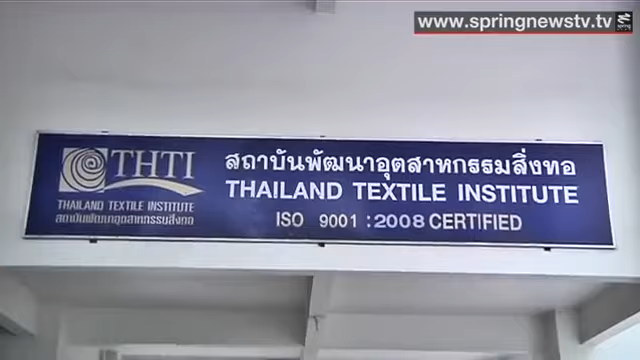 www.springnewstv.tv
THTI
THAILAND TEXTILE INSTITUTE
สถาบันพัฒนาอุตสาหกรรมสิ่งทอ
สถาบันพัฒนาอุตสาหกรรมสิ่งทอ
THAILAND TEXTILE INSTITUTE
ISO 9001 :2008 CERTIFIED